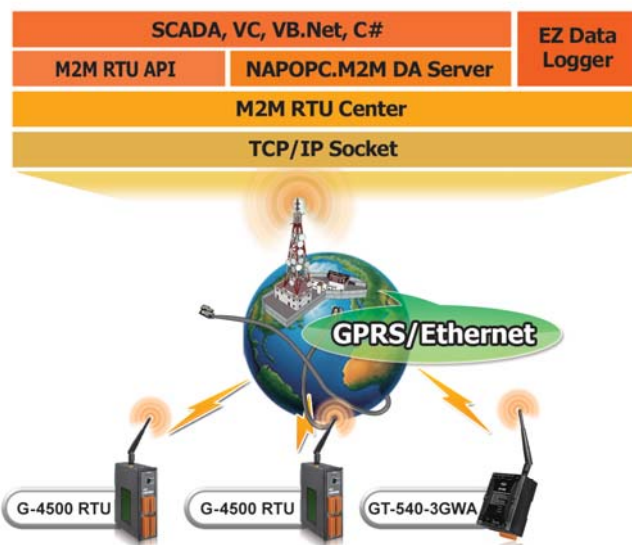 SCADA, VC, VB.Net, C#
EZ Data
Logger
M2M RTU API
NAPOPC.M2M DA Server
M2M RTU Center
TCP/IP Socket
GPRS/Ethernet
G-4500 RTU
G-4500 RTU
GT-540-3GWA